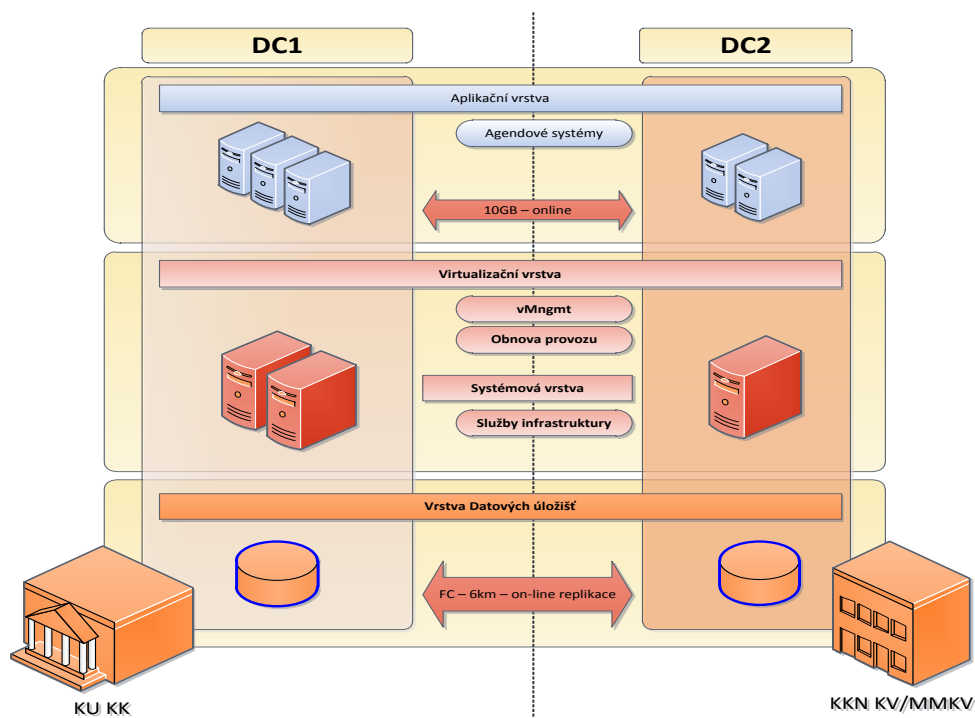 DC1
DC2
Aplikační vrstva
Agendové systémy
10GB – online
Virtualizační vrstva
vMngmt
Obnova provozu
Systémová vrstva
Služby infrastruktury
Vrstva Datových úložišť
FC – 6km – on-line replikace
KU KK
KKN KV/MMKV